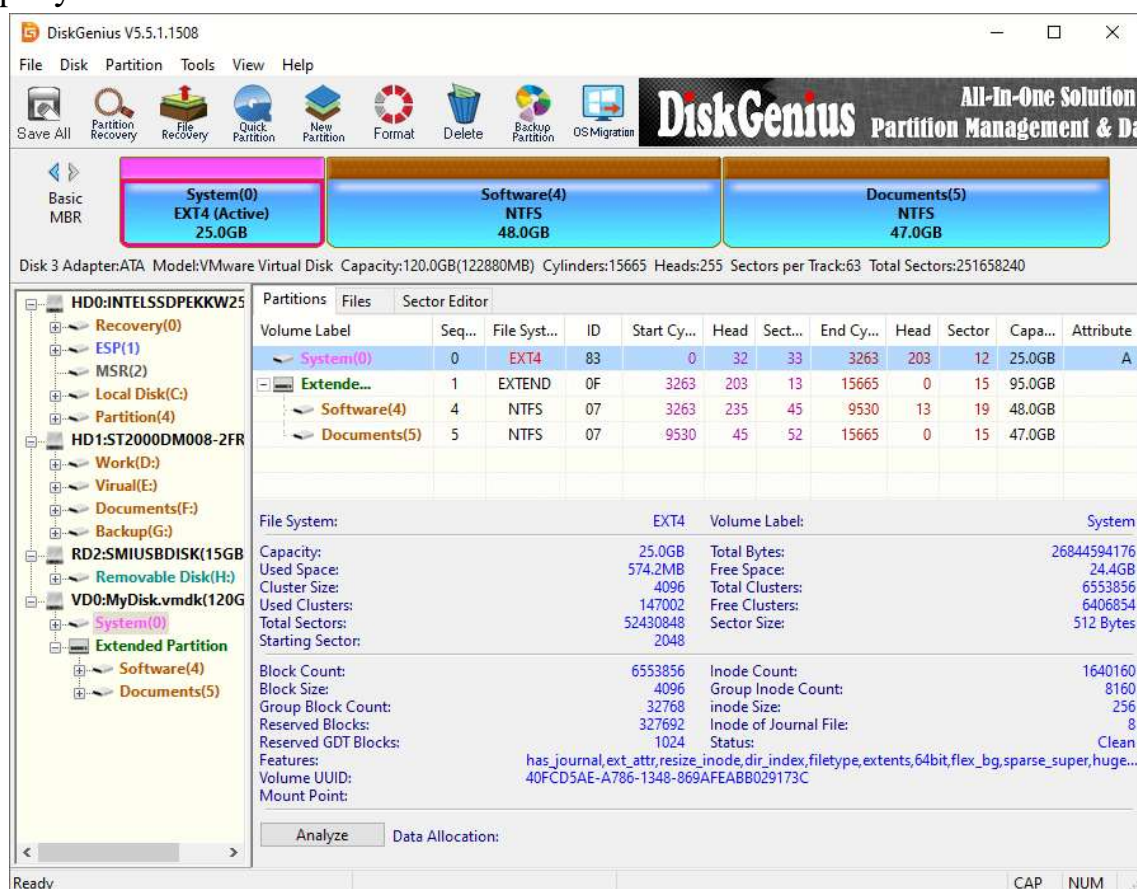 DiskGenius V5.5.1.1508
File Disk Partition Tools View Help
Save All Partition Recovery File Recovery Quick Partition New Partition Format Delete Backup Partition OS Migration
DiskGenius All-In-One Solution
Partition Management & Da
Basic
MBR
System(0)
EXT4 (Active)
25.0GB
Software(4)
NTFS
48.0GB
Documents(5)
NTFS
47.0GB
Disk 3 Adapter:ATA Model:VMware Virtual Disk Capacity:120.0GB(122880MB) Cylinders:15665 Heads:255 Sectors per Track:63 Total Sectors:251658240
HD0:INTELSSDPEKKW25
Recovery(0)
ESP(1)
MSR(2)
Local Disk(C:)
Partition(4)
HD1:ST2000DM008-2FR
Work(D:)
Virual(E:)
Documents(F:)
Backup(G:)
RD2:SMIUSBDISK(15GB
Removable Disk(H:)
VD0:MyDisk.vmdk(120G
System(0)
Extended Partition
Software(4)
Documents(5)
Partitions Files Sector Editor
Volume Label Seq... File Syst... ID Start Cy... Head Sect... End Cy... Head Sector Capa... Attribute
System(0) 0 EXT4 83 0 32 33 3263 203 12 25.0GB A
Extende... 1 EXTEND 0F 3263 203 13 15665 0 15 95.0GB
Software(4) 4 NTFS 07 3263 235 45 9530 13 19 48.0GB
Documents(5) 5 NTFS 07 9530 45 52 15665 0 15 47.0GB
File System: EXT4 Volume Label: System
Capacity: 25.0GB Total Bytes: 26844594176
Used Space: 574.2MB Free Space: 24.4GB
Cluster Size: 4096 Total Clusters: 6553856
Used Clusters: 147002 Free Clusters: 6406854
Total Sectors: 52430848 Sector Size: 512 Bytes
Starting Sector: 2048
Block Count: 6553856 Inode Count: 1640160
Block Size: 4096 Group Inode Count: 8160
Group Block Count: 32768 inode Size: 256
Reserved Blocks: 327692 Inode of Journal File: 8
Reserved GDT Blocks: 1024 Status: Clean
Features: has_journal,ext_attr,resize_inode,dir_index,filetype,extents,64bit,flex_bg,sparse_super,huge...
Volume UUID: 40FCD5AE-A786-1348-869AFEABB029173C
Mount Point:
Analyze Data Allocation:
Ready CAP NUM